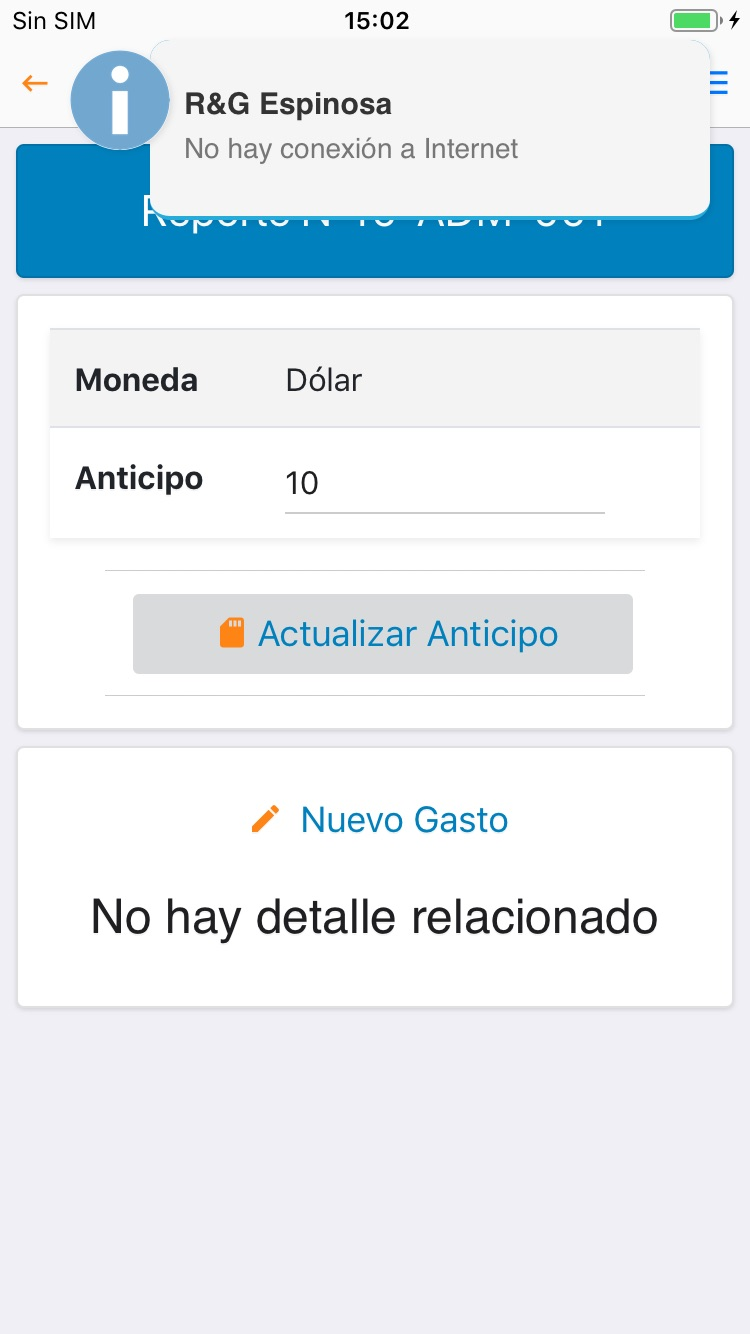 Sin SIM 15:02
R&G Espinosa
No hay conexión a Internet
Moneda Dólar
Anticipo 10
Actualizar Anticipo
Nuevo Gasto
No hay detalle relacionado